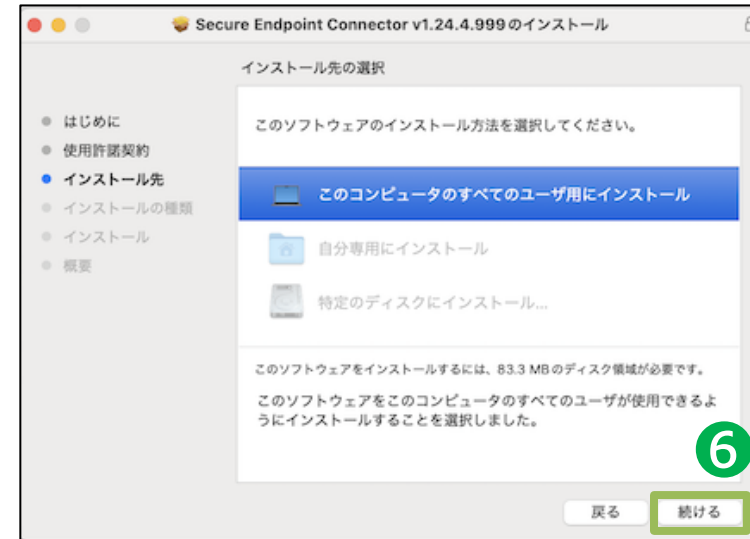 Secure Endpoint Connector v1.24.4.999のインストール
インストール先の選択
はじめに
使用許諾契約
インストール先
インストールの種類
インストール
概要
このソフトウェアのインストール方法を選択してください。
このコンピュータのすべてのユーザ用にインストール
自分専用にインストール
特定のディスクにインストール...
このソフトウェアをインストールするには、83.3 MBのディスク領域が必要です。
このソフトウェアをこのコンピュータのすべてのユーザが使用できるよ
うにインストールすることを選択しました。
6
戻る
続ける